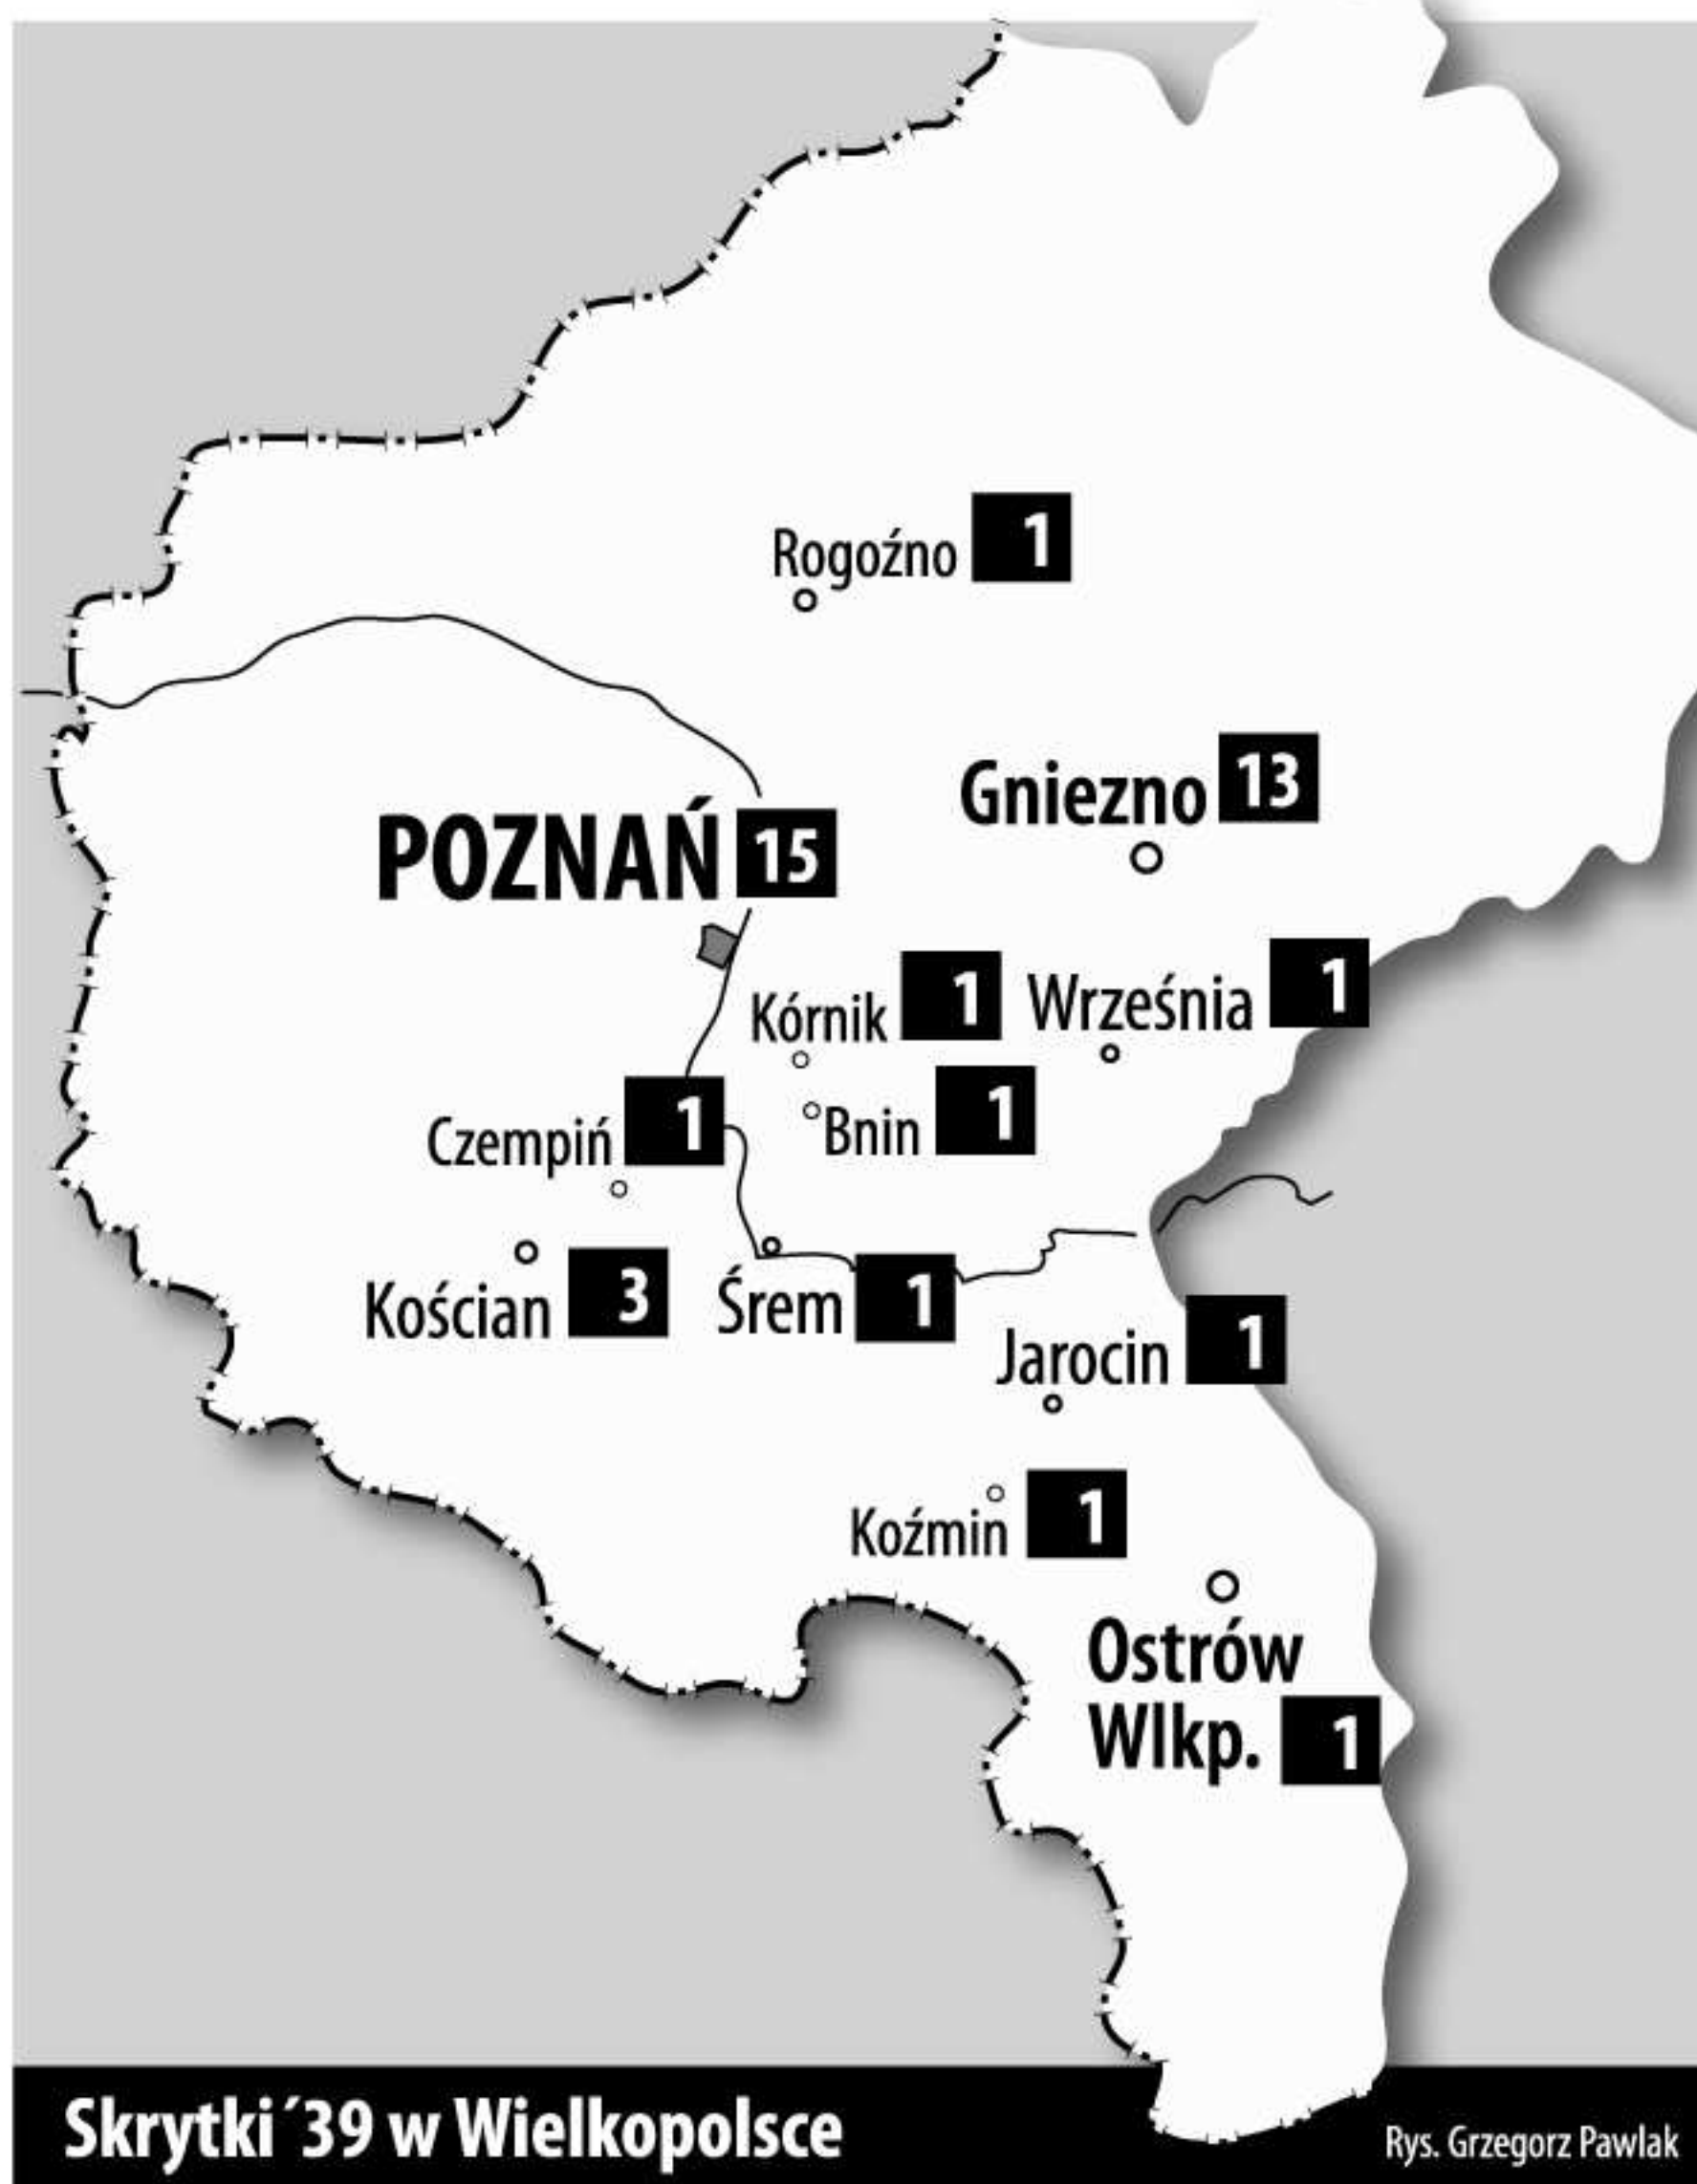 Rogoźno 1
Gniezno 13
POZNAŃ 15
Kórnik 1
Września 1
Czempiń 1
Bnin 1
Kościan 3
Śrem 1
Jarocin 1
Koźmin 1
Ostrów
Wlkp. 1
Skrytki ´39 w Wielkopolsce
Rys. Grzegorz Pawlak